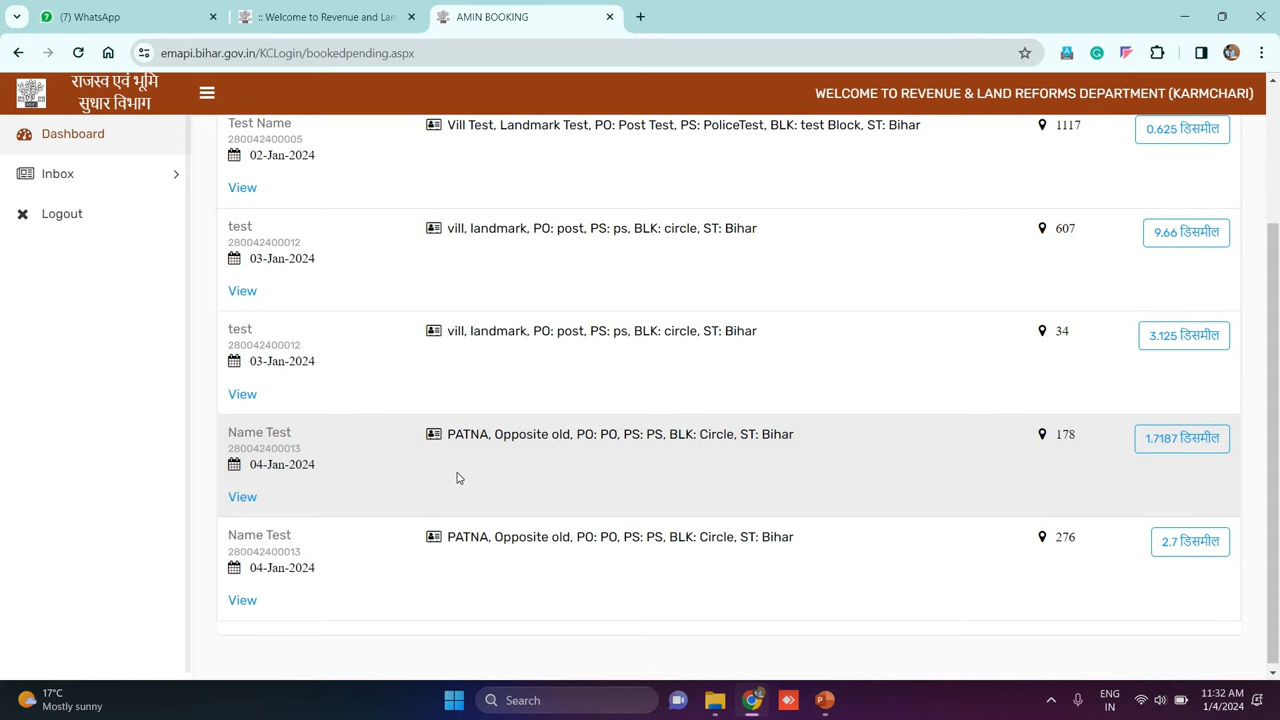 (7) WhatsApp
:: Welcome to Revenue and Lan
AMIN BOOKING
emapi.bihar.gov.in/KCLogin/bookedpending.aspx
राजस्व एवं भूमि
सुधार विभाग
WELCOME TO REVENUE & LAND REFORMS DEPARTMENT (KARMCHARI)
Dashboard
Inbox
Logout
Test Name
280042400005
02-Jan-2024
View
Vill Test, Landmark Test, PO: Post Test, PS: PoliceTest, BLK: test Block, ST: Bihar
1117
0.625 डिसमील
test
280042400012
03-Jan-2024
View
vill, landmark, PO: post, PS: ps, BLK: circle, ST: Bihar
607
9.66 डिसमील
test
280042400012
03-Jan-2024
View
vill, landmark, PO: post, PS: ps, BLK: circle, ST: Bihar
34
3.125 डिसमील
Name Test
280042400013
04-Jan-2024
View
PATNA, Opposite old, PO: PO, PS: PS, BLK: Circle, ST: Bihar
178
1.7187 डिसमील
Name Test
280042400013
04-Jan-2024
View
PATNA, Opposite old, PO: PO, PS: PS, BLK: Circle, ST: Bihar
276
2.7 डिसमील
17°C
Mostly sunny
Search
ENG
IN
11:32 AM
1/4/2024